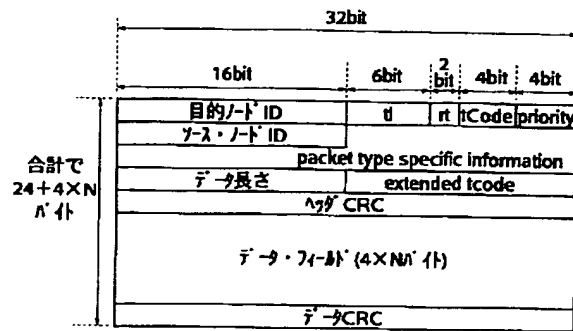 32bit
16bit 6bit 2bit 4bit 4bit
目的ノードID tl rt tCode priority
ソース・ノードID
packet type specific information
データ長さ extended tcode
ヘッダCRC
データ・フィールド(4×Nバイト)
データCRC
合計で
24+4×N
バイト